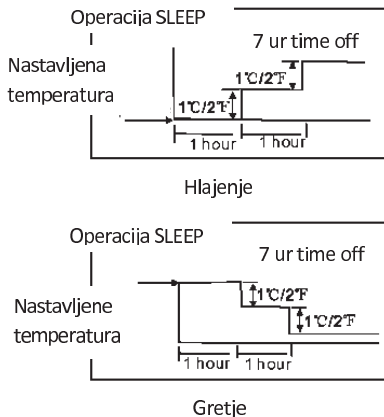 Operacija SLEEP
7 ur time off
Nastavljena
temperatura
1℃/2℉
1℃/2℉
1 hour
1 hour
Hlajenje
Operacija SLEEP
7 ur time off
Nastavljene
temperatura
1℃/2℉
1℃/2℉
1 hour
1 hour
Gretje